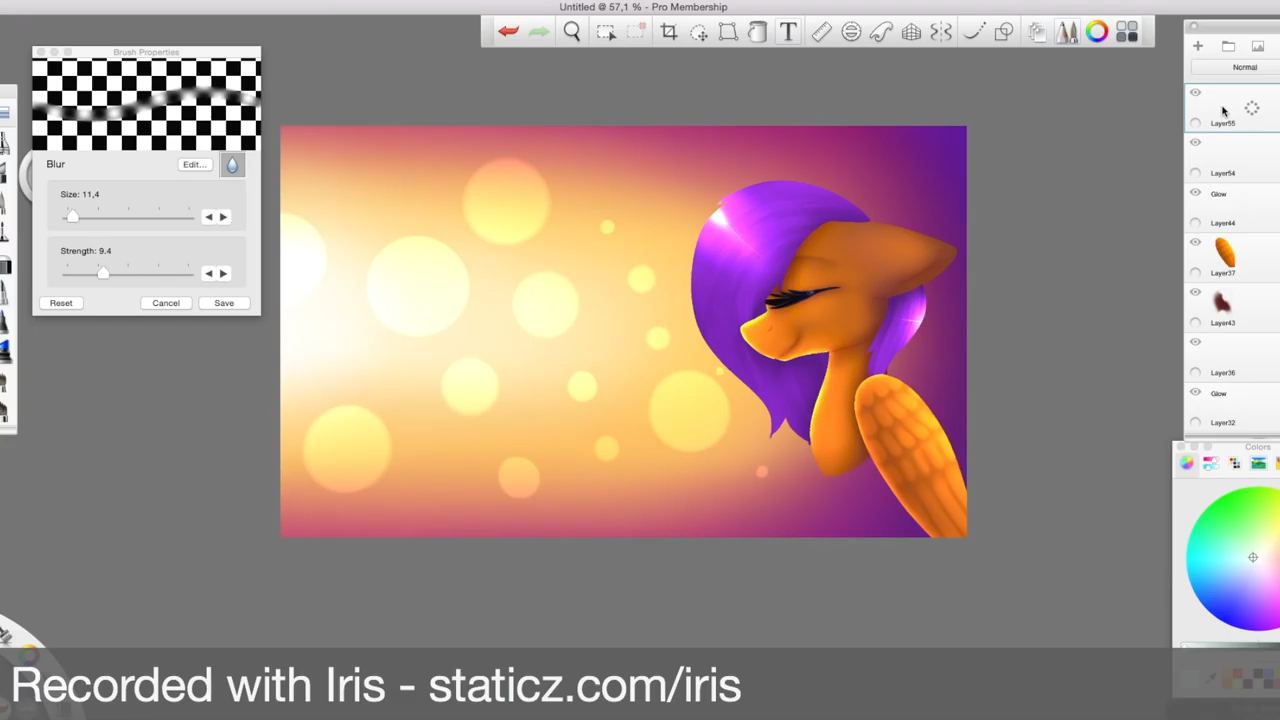 Untitled @ 57,1 % - Pro Membership
Brush Properties
Blur
Edit...
Size: 11,4
Strength: 9.4
Reset
Cancel
Save
T
Normal
Layer55
Layer54
Glow
Layer44
Layer37
Layer43
Layer36
Glow
Layer32
Colors
Recorded with Iris - staticz.com/iris